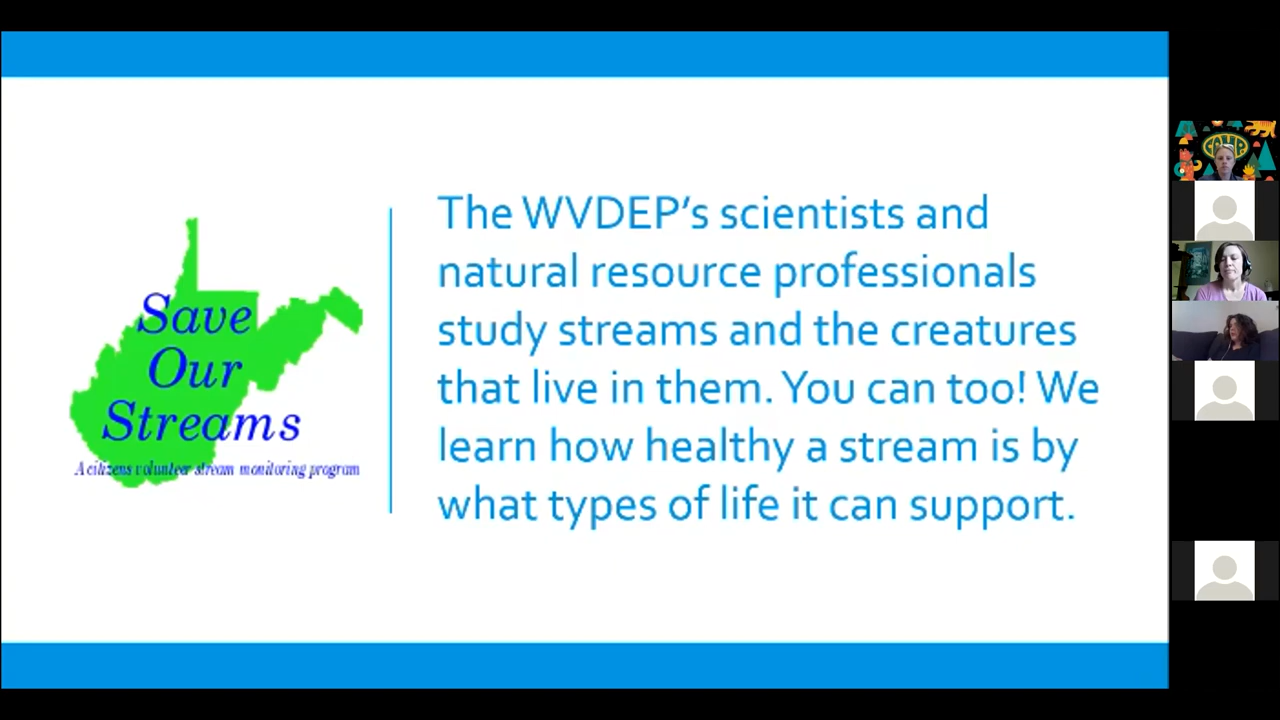 Save
Our
Streams
A citizens volunteer stream monitoring program
The WVDEP's scientists and
natural resource professionals
study streams and the creatures
that live in them. You can too! We
learn how healthy a stream is by
what types of life it can support.